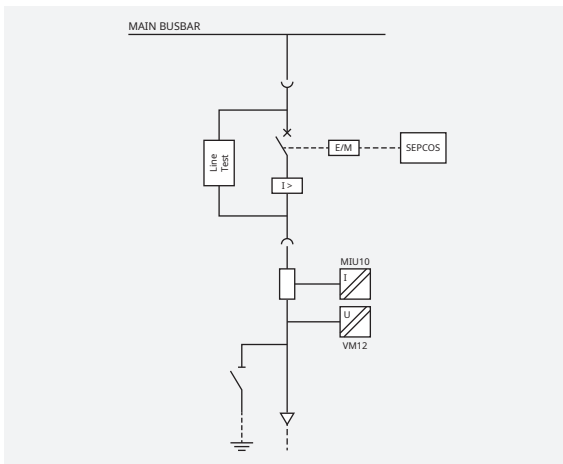 MAIN BUSBAR
Line
Test
E/M
SEPCOS
I >
MIU10
I
U
VM12